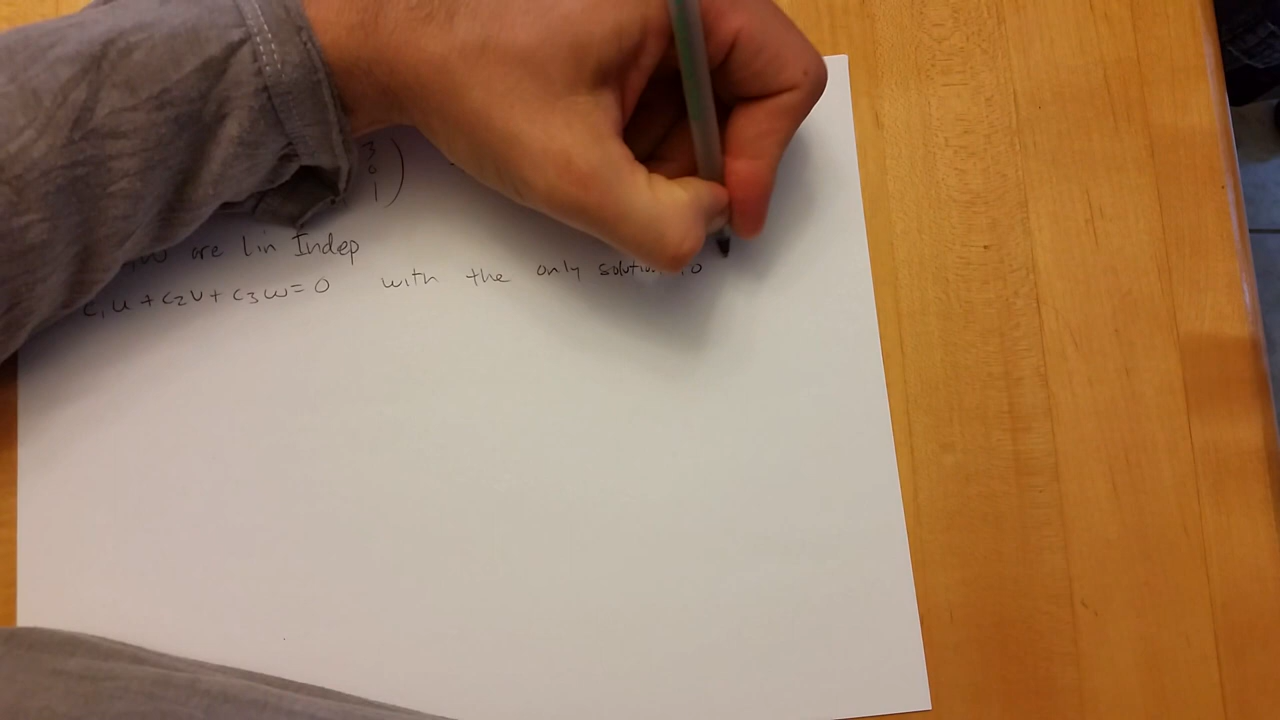 3
0
1 )
are lin Indep
c₁u + c₂v + c₃w = 0 with the only solution